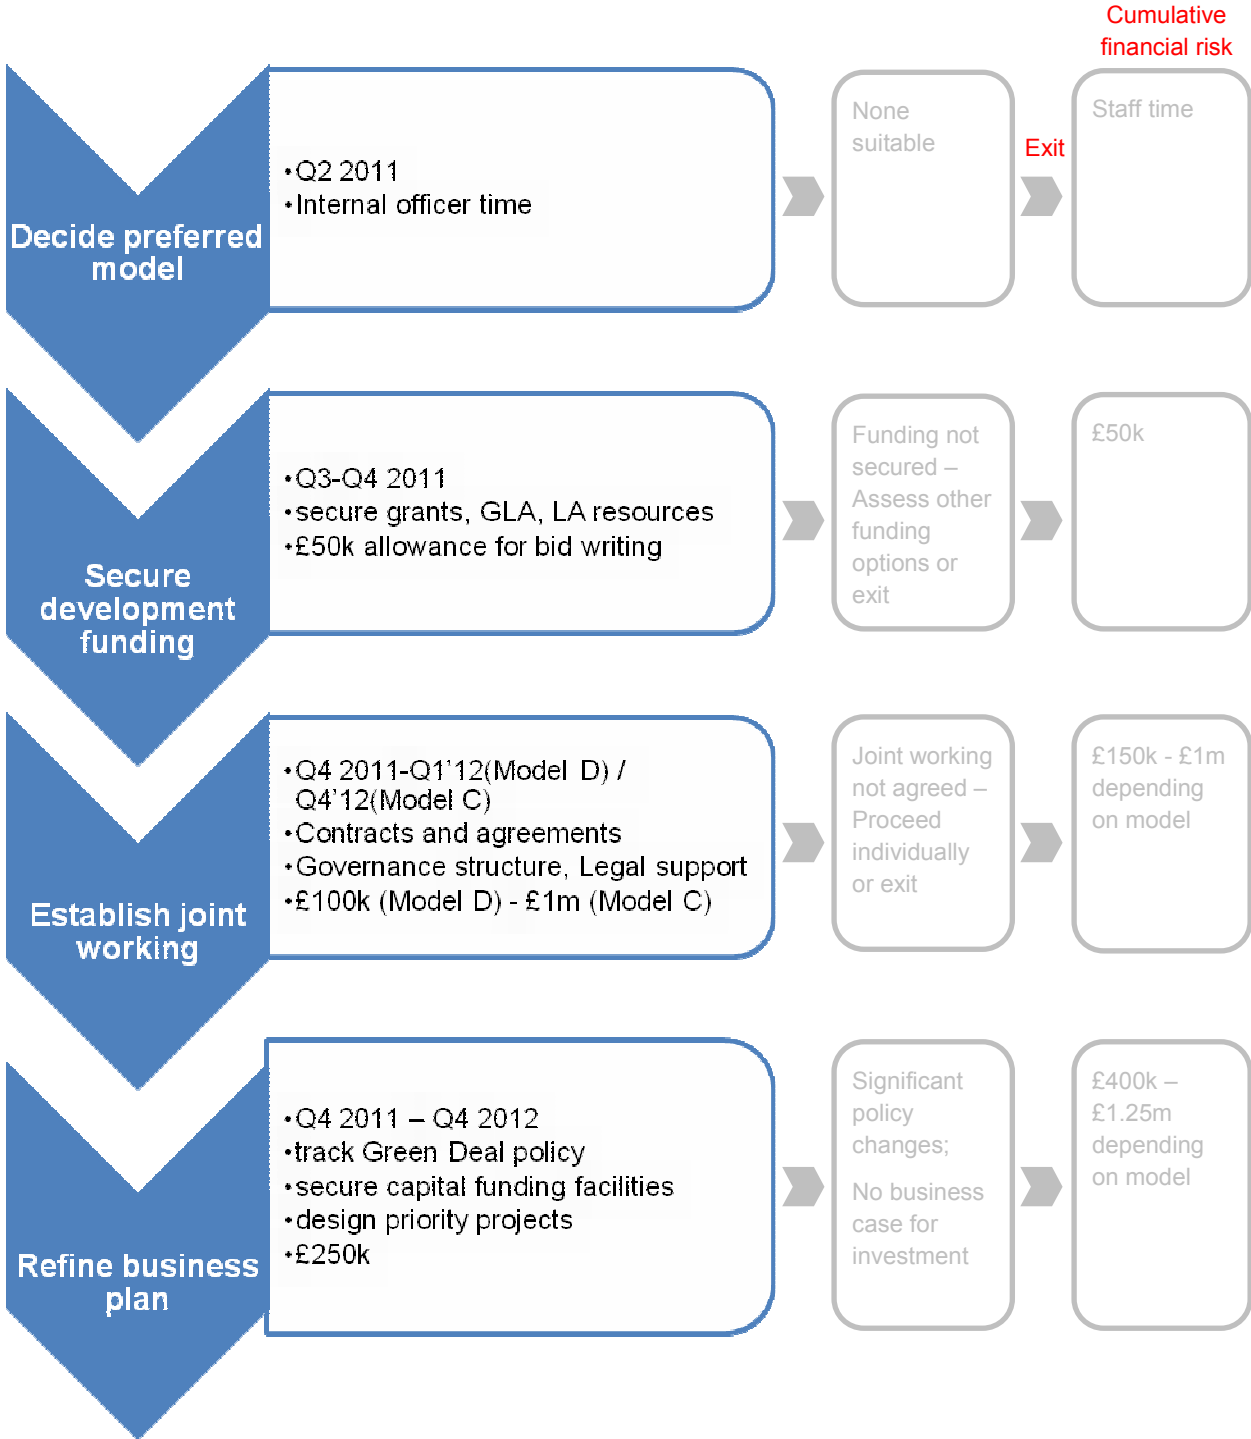 Cumulative
financial risk
Decide preferred
model
•Q2 2011
•Internal officer time
None
suitable
Exit
Staff time
Secure
development
funding
•Q3-Q4 2011
•secure grants, GLA, LA resources
•£50k allowance for bid writing
Funding not
secured –
Assess other
funding
options or
exit
£50k
Establish joint
working
•Q4 2011-Q1'12(Model D) /
Q4'12(Model C)
•Contracts and agreements
•Governance structure, Legal support
•£100k (Model D) - £1m (Model C)
Joint working
not agreed –
Proceed
individually
or exit
£150k - £1m
depending
on model
Refine business
plan
•Q4 2011 – Q4 2012
•track Green Deal policy
•secure capital funding facilities
•design priority projects
•£250k
Significant
policy
changes;
No business
case for
investment
£400k –
£1.25m
depending
on model